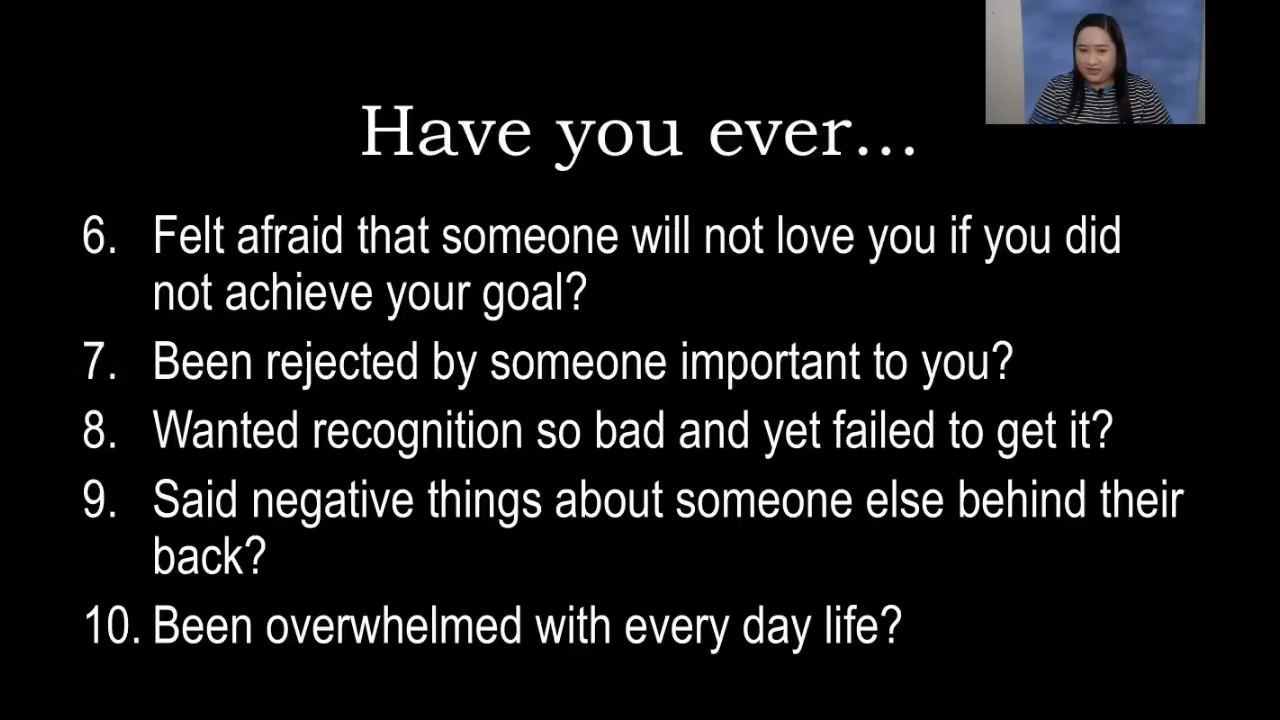 Have you ever...
6. Felt afraid that someone will not love you if you did
not achieve your goal?
7. Been rejected by someone important to you?
8. Wanted recognition so bad and yet failed to get it?
9. Said negative things about someone else behind their
back?
10. Been overwhelmed with every day life?